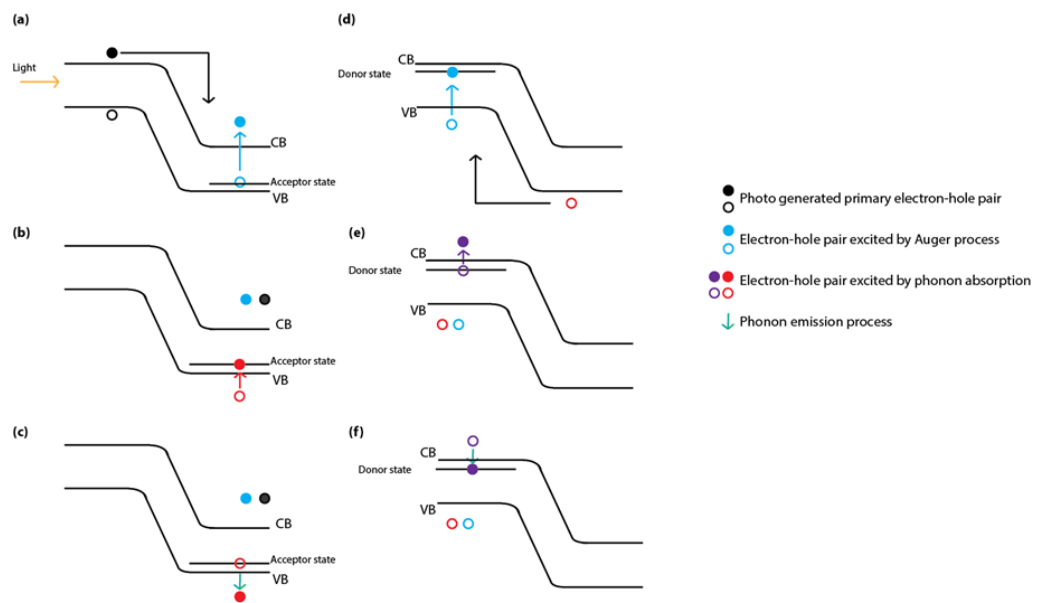 (a)
Light
CB
Acceptor state
VB
(b)
CB
Acceptor state
VB
(c)
CB
Acceptor state
VB
(d)
CB
Donor state
VB
(e)
CB
Donor state
VB
(f)
CB
Donor state
VB
Photo generated primary electron-hole pair
Electron-hole pair excited by Auger process
Electron-hole pair excited by phonon absorption
Phonon emission process